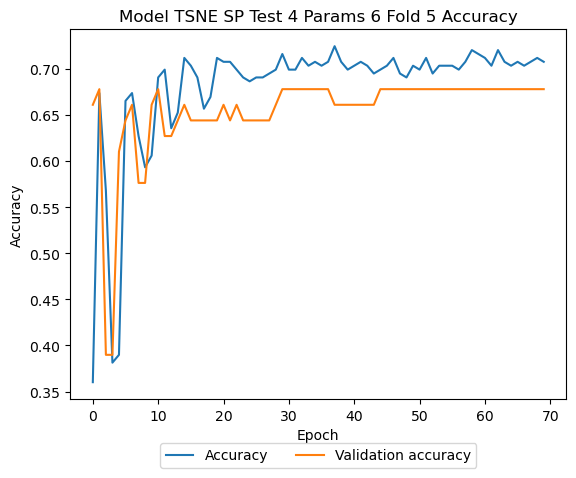 Model TSNE SP Test 4 Params 6 Fold 5 Accuracy
Accuracy
0.70
0.65
0.60
0.55
0.50
0.45
0.40
0.35
0 10 20 30 40 50 60 70
Epoch
Accuracy Validation accuracy